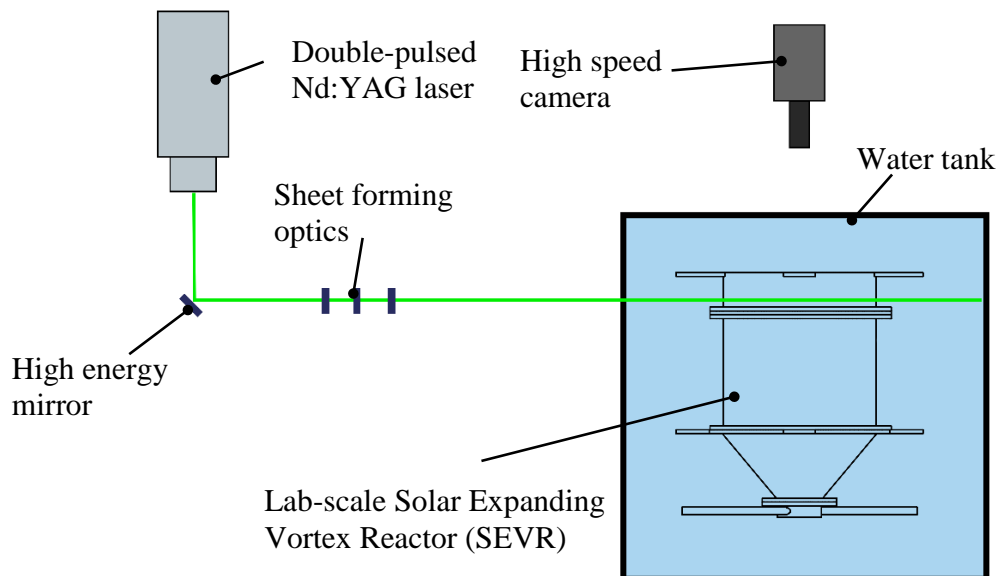 Double-pulsed
Nd:YAG laser
High speed
camera
Water tank
Sheet forming
optics
High energy
mirror
Lab-scale Solar Expanding
Vortex Reactor (SEVR)